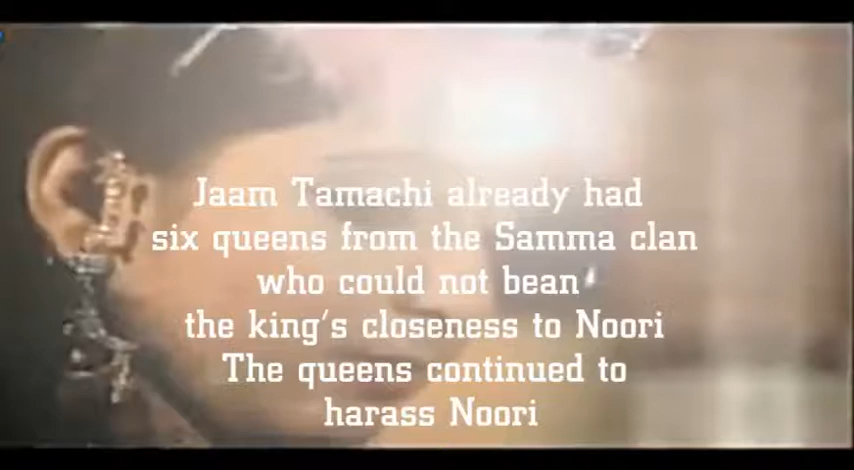 Jaam Tamachi already had
six queens from the Samma clan
who could not bean
the king's closeness to Noori
The queens continued to
harass Noori